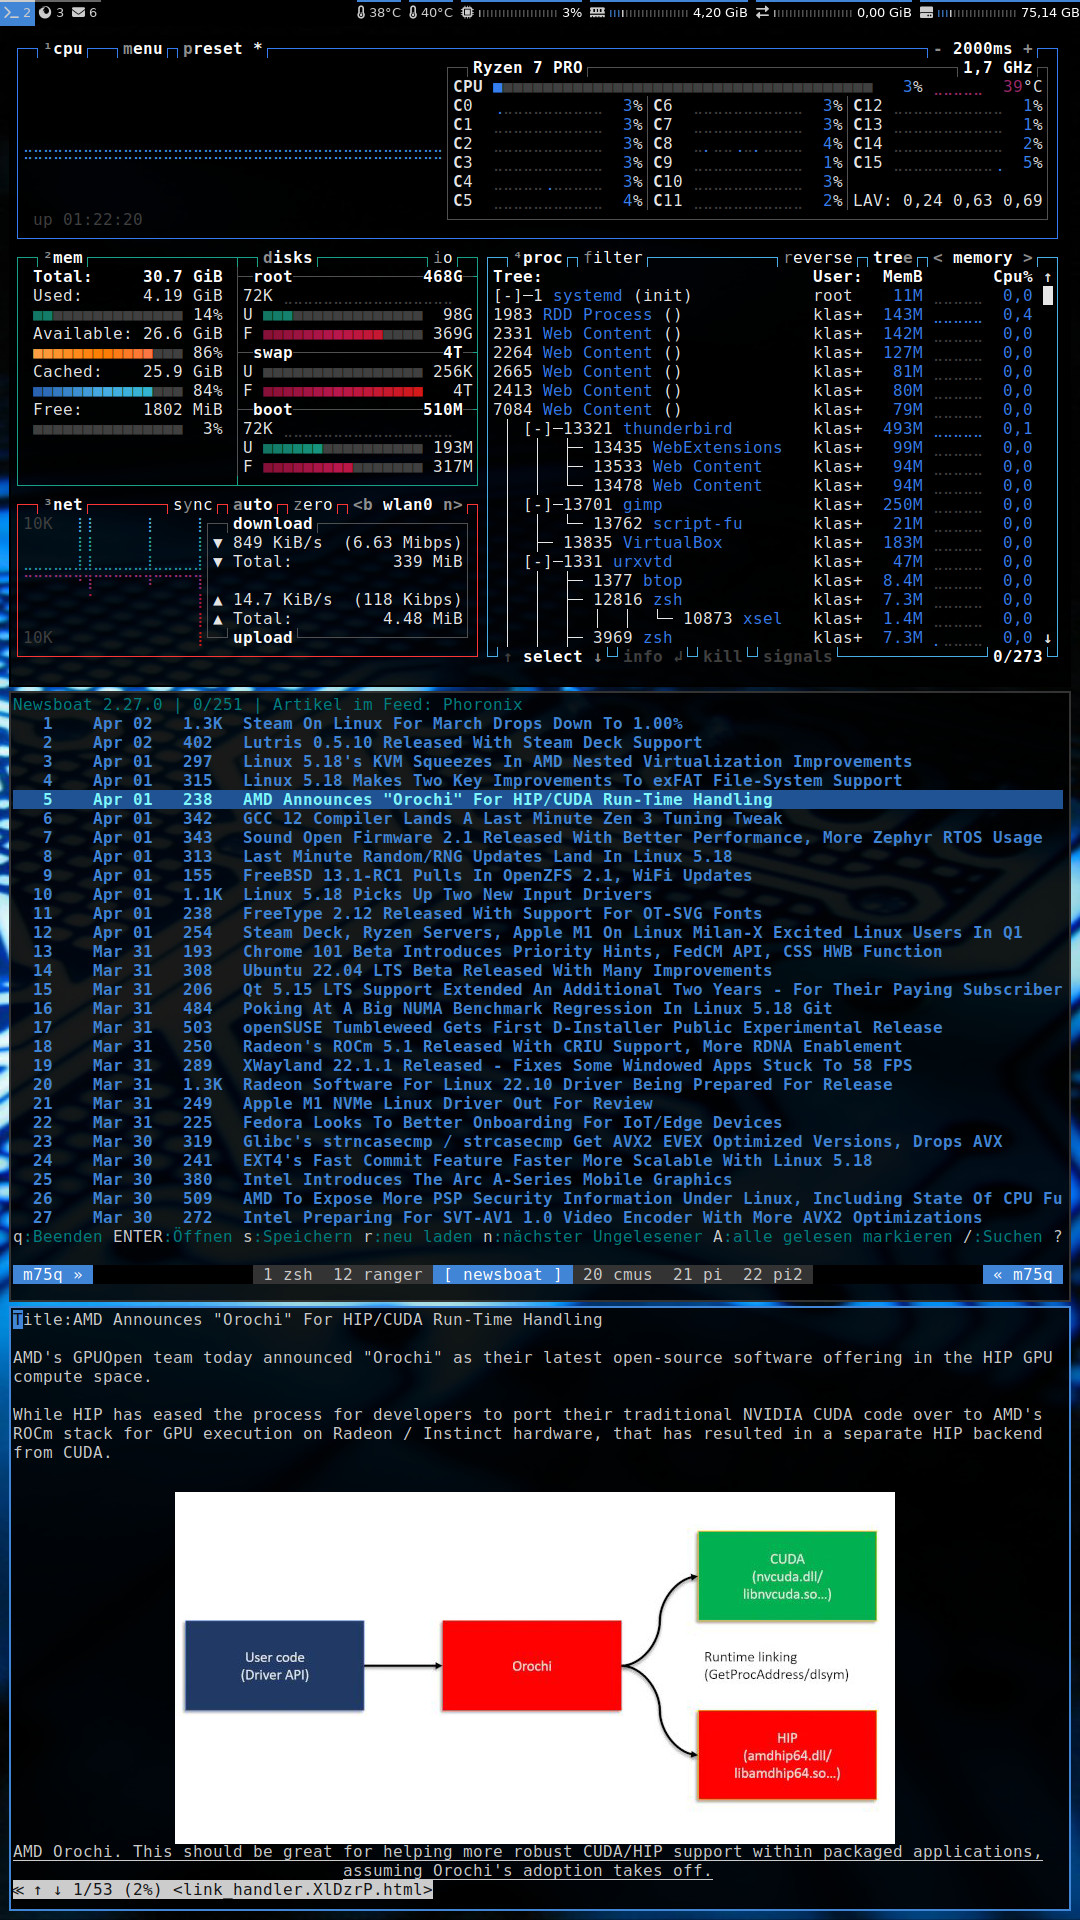 2 3 6 38°C 40°C 3% 4,20 GiB 0,00 GiB 75,14 GB
¹cpu menu preset * - 2000ms +
Ryzen 7 PRO 1,7 GHz
CPU 3% 39°C
C0 3% C6 3% C12 1%
C1 3% C7 3% C13 1%
C2 3% C8 4% C14 2%
C3 3% C9 1% C15 5%
C4 3% C10 3%
C5 4% C11 2% LAV: 0,24 0,63 0,69
up 01:22:20
²mem disks io
Total: 30.7 GiB root 468G
Used: 4.19 GiB 72K
14% U 98G
Available: 26.6 GiB F 369G
86% swap 4T
Cached: 25.9 GiB U 256K
84% F 4T
Free: 1802 MiB boot 510M
3% 72K
U 193M
F 317M
³net sync auto zero <b wlan0 n>
10K download
▼ 849 KiB/s (6.63 Mibps)
▼ Total: 339 MiB
▲ 14.7 KiB/s (118 Kibps)
▲ Total: 4.48 MiB
10K upload
⁴proc filter reverse tree < memory >
Tree: User: MemB Cpu% ↑
[-]─1 systemd (init) root 11M 0,0
1983 RDD Process () klas+ 143M 0,4
2331 Web Content () klas+ 142M 0,0
2264 Web Content () klas+ 127M 0,0
2665 Web Content () klas+ 81M 0,0
2413 Web Content () klas+ 80M 0,0
7084 Web Content () klas+ 79M 0,0
[-]─13321 thunderbird klas+ 493M 0,1
13435 WebExtensions klas+ 99M 0,0
13533 Web Content klas+ 94M 0,0
13478 Web Content klas+ 94M 0,0
[-]─13701 gimp klas+ 250M 0,0
13762 script-fu klas+ 21M 0,0
13835 VirtualBox klas+ 183M 0,0
[-]─1331 urxvtd klas+ 47M 0,0
1377 btop klas+ 8.4M 0,0
12816 zsh klas+ 7.3M 0,0
10873 xsel klas+ 1.4M 0,0
3969 zsh klas+ 7.3M 0,0 ↓
↑ select ↓ info ↲ kill signals 0/273
Newsboat 2.27.0 | 0/251 | Artikel im Feed: Phoronix
1 Apr 02 1.3K Steam On Linux For March Drops Down To 1.00%
2 Apr 02 402 Lutris 0.5.10 Released With Steam Deck Support
3 Apr 01 297 Linux 5.18's KVM Squeezes In AMD Nested Virtualization Improvements
4 Apr 01 315 Linux 5.18 Makes Two Key Improvements To exFAT File-System Support
5 Apr 01 238 AMD Announces "Orochi" For HIP/CUDA Run-Time Handling
6 Apr 01 342 GCC 12 Compiler Lands A Last Minute Zen 3 Tuning Tweak
7 Apr 01 343 Sound Open Firmware 2.1 Released With Better Performance, More Zephyr RTOS Usage
8 Apr 01 313 Last Minute Random/RNG Updates Land In Linux 5.18
9 Apr 01 155 FreeBSD 13.1-RC1 Pulls In OpenZFS 2.1, WiFi Updates
10 Apr 01 1.1K Linux 5.18 Picks Up Two New Input Drivers
11 Apr 01 238 FreeType 2.12 Released With Support For OT-SVG Fonts
12 Apr 01 254 Steam Deck, Ryzen Servers, Apple M1 On Linux Milan-X Excited Linux Users In Q1
13 Mar 31 193 Chrome 101 Beta Introduces Priority Hints, FedCM API, CSS HWB Function
14 Mar 31 308 Ubuntu 22.04 LTS Beta Released With Many Improvements
15 Mar 31 206 Qt 5.15 LTS Support Extended An Additional Two Years - For Their Paying Subscriber
16 Mar 31 484 Poking At A Big NUMA Benchmark Regression In Linux 5.18 Git
17 Mar 31 503 openSUSE Tumbleweed Gets First D-Installer Public Experimental Release
18 Mar 31 250 Radeon's ROCm 5.1 Released With CRIU Support, More RDNA Enablement
19 Mar 31 289 XWayland 22.1.1 Released - Fixes Some Windowed Apps Stuck To 58 FPS
20 Mar 31 1.3K Radeon Software For Linux 22.10 Driver Being Prepared For Release
21 Mar 31 249 Apple M1 NVMe Linux Driver Out For Review
22 Mar 31 225 Fedora Looks To Better Onboarding For IoT/Edge Devices
23 Mar 30 319 Glibc's strncasecmp / strcasecmp Get AVX2 EVEX Optimized Versions, Drops AVX
24 Mar 30 241 EXT4's Fast Commit Feature Faster More Scalable With Linux 5.18
25 Mar 30 380 Intel Introduces The Arc A-Series Mobile Graphics
26 Mar 30 509 AMD To Expose More PSP Security Information Under Linux, Including State Of CPU Fu
27 Mar 30 272 Intel Preparing For SVT-AV1 1.0 Video Encoder With More AVX2 Optimizations
q:Beenden ENTER:Öffnen s:Speichern r:neu laden n:nächster Ungelesener A:alle gelesen markieren /:Suchen ?
m75q » 1 zsh 12 ranger [ newsboat ] 20 cmus 21 pi 22 pi2 « m75q
Title:AMD Announces "Orochi" For HIP/CUDA Run-Time Handling
AMD's GPUOpen team today announced "Orochi" as their latest open-source software offering in the HIP GPU
compute space.
While HIP has eased the process for developers to port their traditional NVIDIA CUDA code over to AMD's
ROCm stack for GPU execution on Radeon / Instinct hardware, that has resulted in a separate HIP backend
from CUDA.
CUDA
(nvcuda.dll/
libnvcuda.so...)
User code
(Driver API)
Orochi
Runtime linking
(GetProcAddress/dlsym)
HIP
(amdhip64.dll/
libamdhip64.so...)
AMD Orochi. This should be great for helping more robust CUDA/HIP support within packaged applications,
assuming Orochi's adoption takes off.
≪ ↑ ↓ 1/53 (2%) <link_handler.XlDzrP.html>